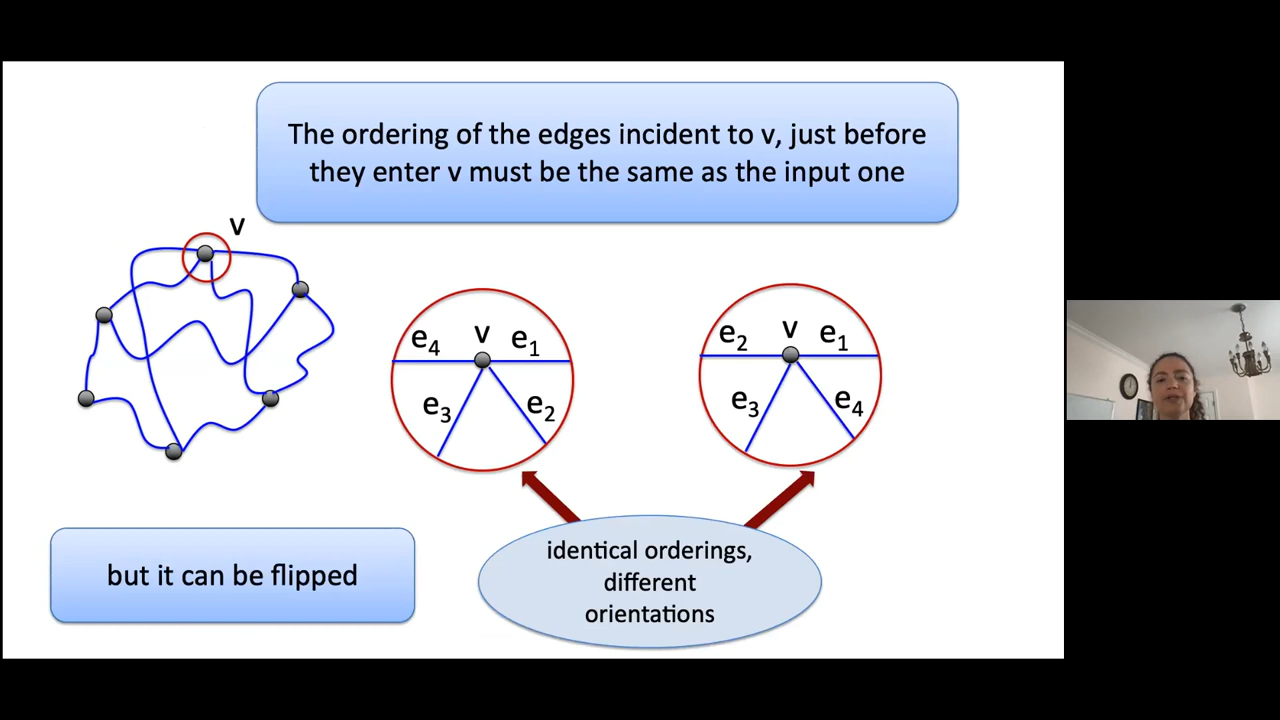 The ordering of the edges incident to v, just before
they enter v must be the same as the input one
v
e4 v e1
e3 e2
e2 v e1
e3 e4
identical orderings,
different
orientations
but it can be flipped